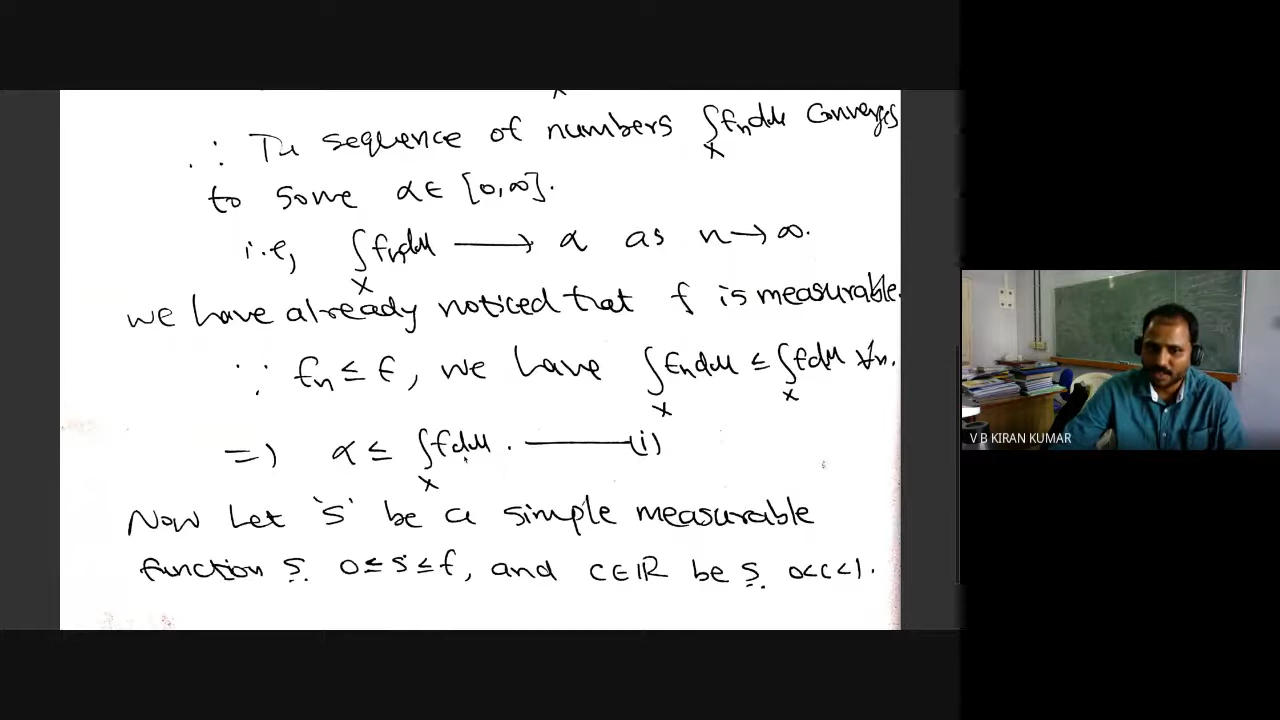 ∴ The sequence of numbers ∫_X f_n dμ converges
to some α ∈ [0,∞].
i.e, ∫_X f_n dμ ⟶ α as n → ∞.
we have already noticed that f is measurable.
∵ f_n ≤ f, we have ∫_X f_n dμ ≤ ∫_X f dμ ∀n.
⇒ α ≤ ∫_X f dμ. ——— (i)
Now Let 's' be a simple measurable
function s. 0 ≤ s ≤ f, and c ∈ ℝ be s. 0<c<1.
V B KIRAN KUMAR